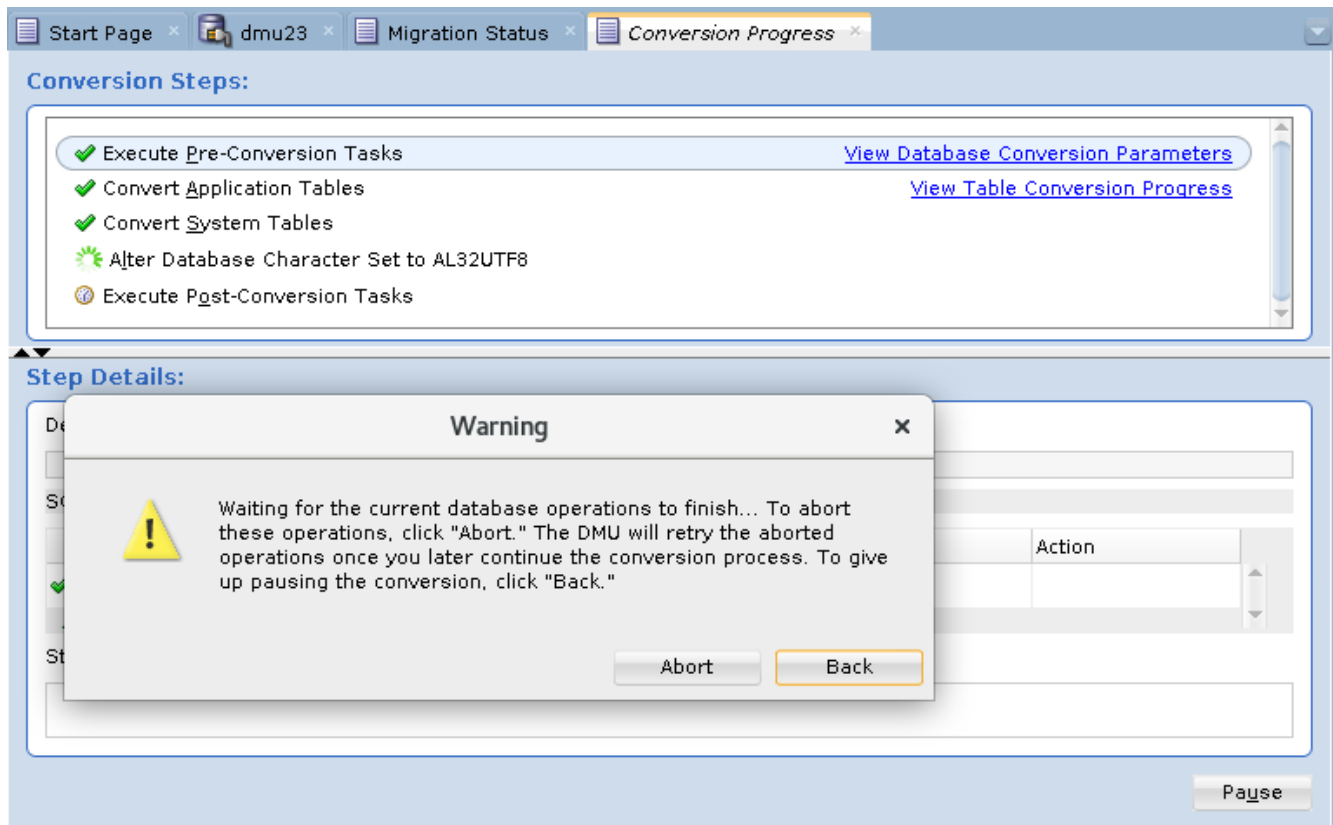 Start Page
dmu23
Migration Status
Conversion Progress
Conversion Steps:
Execute Pre-Conversion Tasks
View Database Conversion Parameters
Convert Application Tables
View Table Conversion Progress
Convert System Tables
Alter Database Character Set to AL32UTF8
Execute Post-Conversion Tasks
Step Details:
Warning
Waiting for the current database operations to finish... To abort
these operations, click "Abort." The DMU will retry the aborted
operations once you later continue the conversion process. To give
up pausing the conversion, click "Back."
Action
Abort
Back
Pause